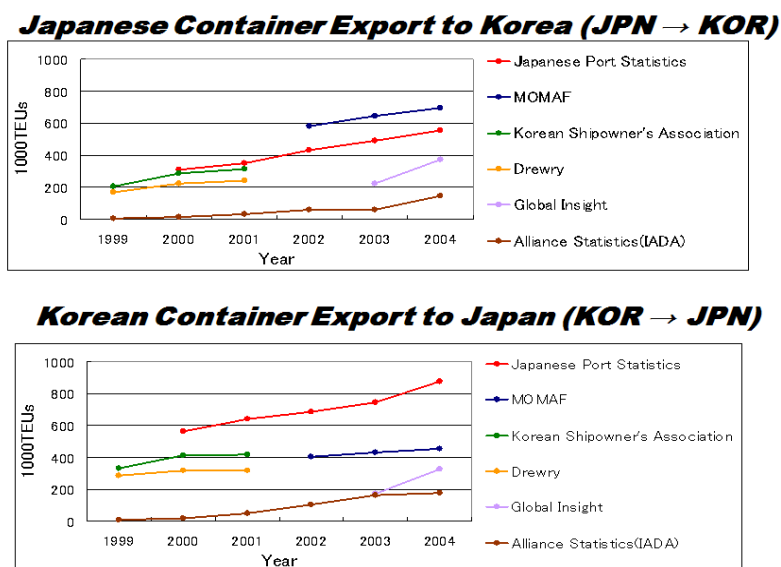 Japanese Container Export to Korea (JPN → KOR)
1000
800
600
400
200
0
1000TEUs
1999 2000 2001 2002 2003 2004
Year
Japanese Port Statistics
MOMAF
Korean Shipowner's Association
Drewry
Global Insight
Alliance Statistics(IADA)
Korean Container Export to Japan (KOR → JPN)
1000
800
600
400
200
0
1000TEUs
1999 2000 2001 2002 2003 2004
Year
Japanese Port Statistics
MOMAF
Korean Shipowner's Association
Drewry
Global Insight
Alliance Statistics(IADA)